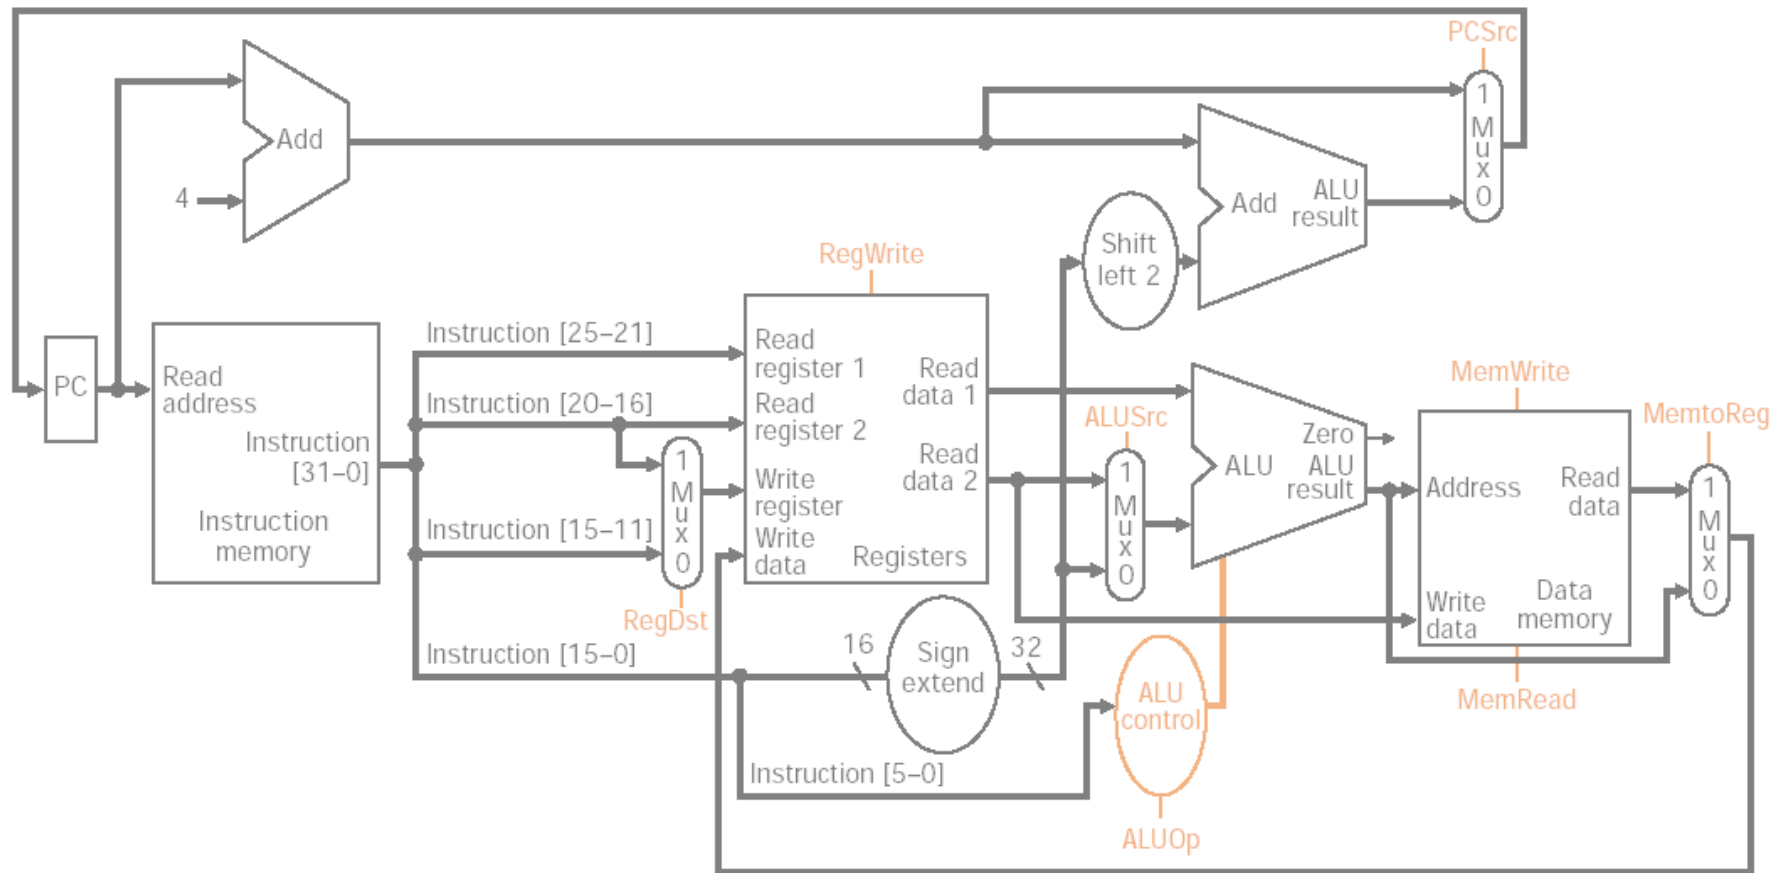 PCSrc
1
M
u
x
0
Add
4
Add
ALU
result
Shift
left 2
RegWrite
PC
Read
address
Instruction
[31–0]
Instruction
memory
Instruction [25–21]
Instruction [20–16]
Instruction [15–11]
Instruction [15–0]
Instruction [5–0]
1
M
u
x
0
RegDst
Read
register 1
Read
register 2
Write
register
Write
data
Read
data 1
Read
data 2
Registers
16
Sign
extend
32
ALUSrc
1
M
u
x
0
Zero
ALU
ALU
result
ALU
control
ALUOp
MemWrite
Address
Read
data
Write
data
Data
memory
MemRead
MemtoReg
1
M
u
x
0